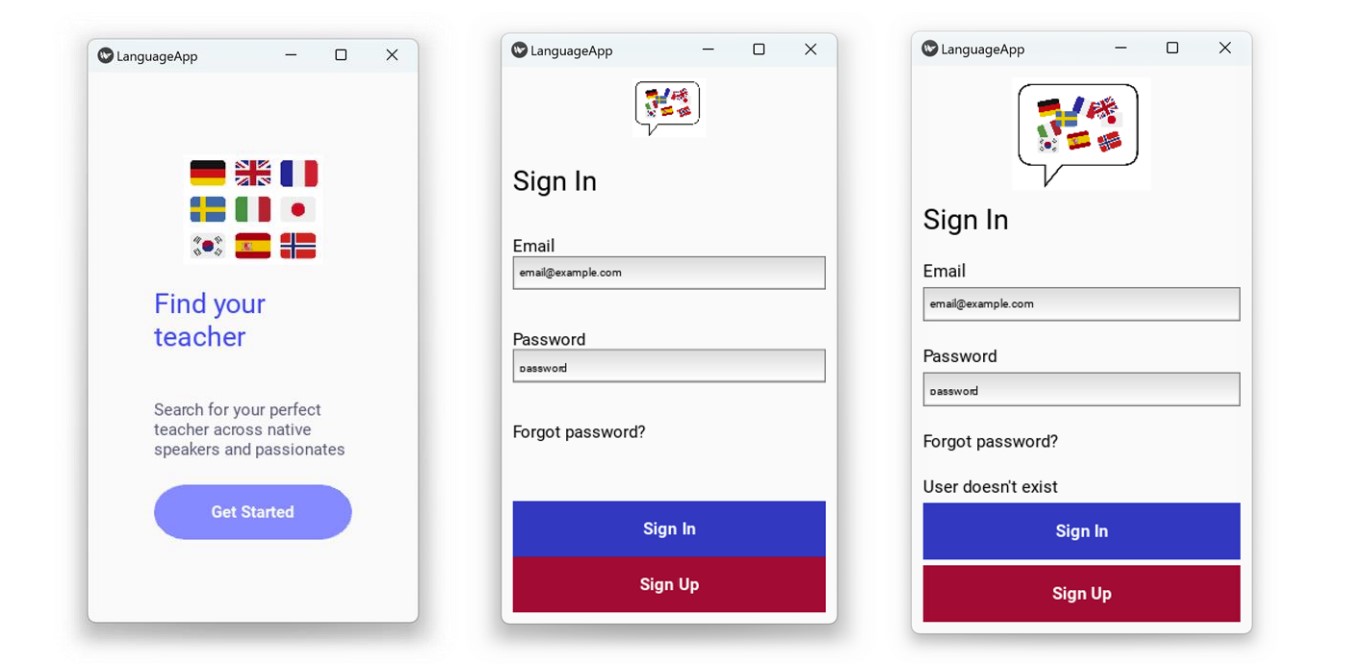 LanguageApp
Find your
teacher
Search for your perfect
teacher across native
speakers and passionates
Get Started
LanguageApp
Sign In
Email
email@example.com
Password
password
Forgot password?
Sign In
Sign Up
LanguageApp
Sign In
Email
email@example.com
Password
password
Forgot password?
User doesn't exist
Sign In
Sign Up